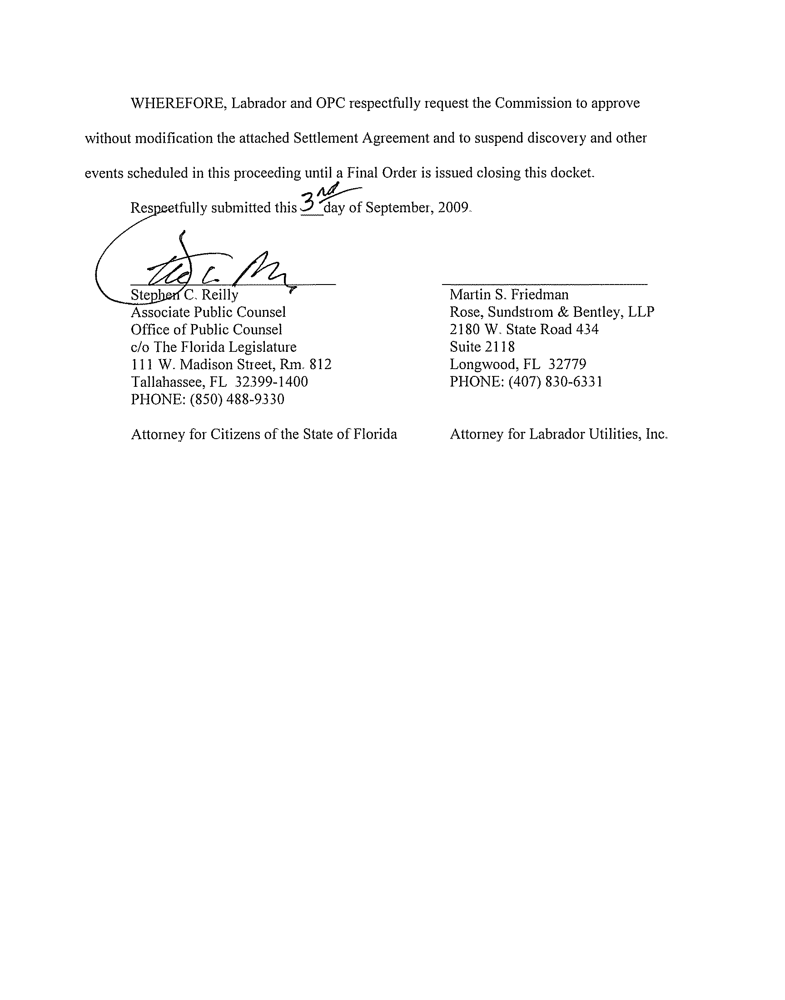 WHEREFORE, Labrador and OPC respectfully request the Commission to approve
without modification the attached Settlement Agreement and to suspend discovery and other
events scheduled in this proceeding until a Final Order is issued closing this docket.
Respectfully submitted this 3rd day of September, 2009.
Stephen C. Reilly
Associate Public Counsel
Office of Public Counsel
c/o The Florida Legislature
111 W. Madison Street, Rm. 812
Tallahassee, FL 32399-1400
PHONE: (850) 488-9330
Attorney for Citizens of the State of Florida
Martin S. Friedman
Rose, Sundstrom & Bentley, LLP
2180 W. State Road 434
Suite 2118
Longwood, FL 32779
PHONE: (407) 830-6331
Attorney for Labrador Utilities, Inc.